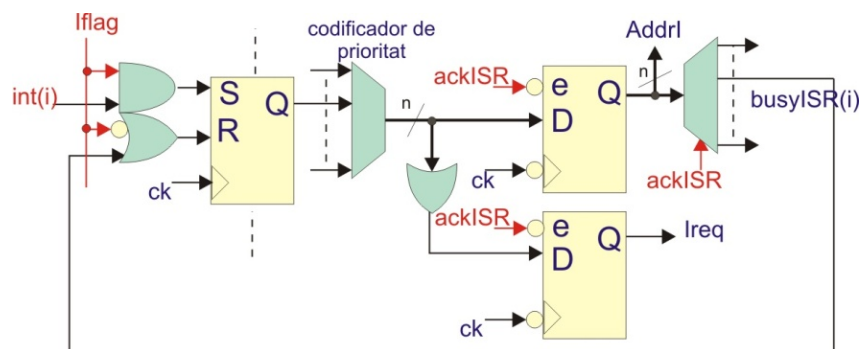 Iflag
int(i)
S
R
Q
ck
codificador de
prioritat
n
ackISR
e
D
Q
ck
n
AddrI
busyISR(i)
ackISR
ackISR
e
D
Q
Ireq
ck